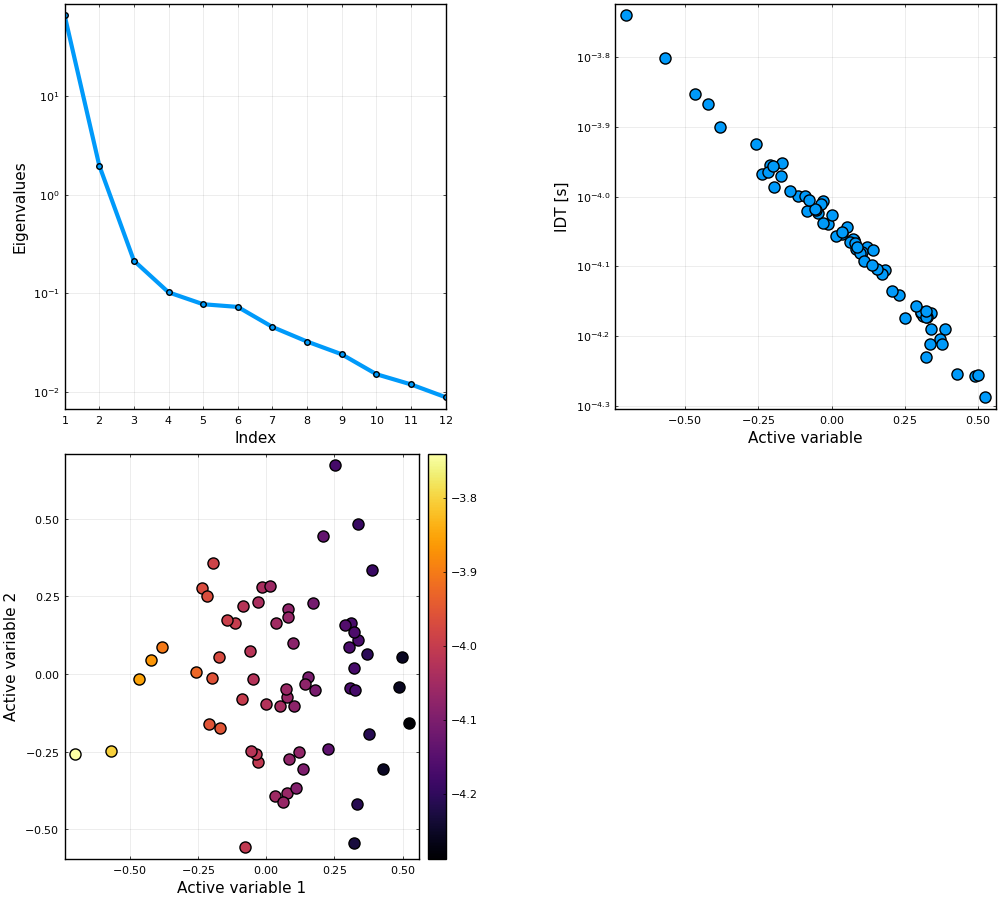 10¹
10⁰
10⁻¹
10⁻²
Eigenvalues
1 2 3 4 5 6 7 8 9 10 11 12
Index
10⁻³·⁸
10⁻³·⁹
10⁻⁴·⁰
10⁻⁴·¹
10⁻⁴·²
10⁻⁴·³
IDT [s]
−0.50 −0.25 0.00 0.25 0.50
Active variable
0.50
0.25
0.00
−0.25
−0.50
Active variable 2
−0.50 −0.25 0.00 0.25 0.50
Active variable 1
−3.8
−3.9
−4.0
−4.1
−4.2